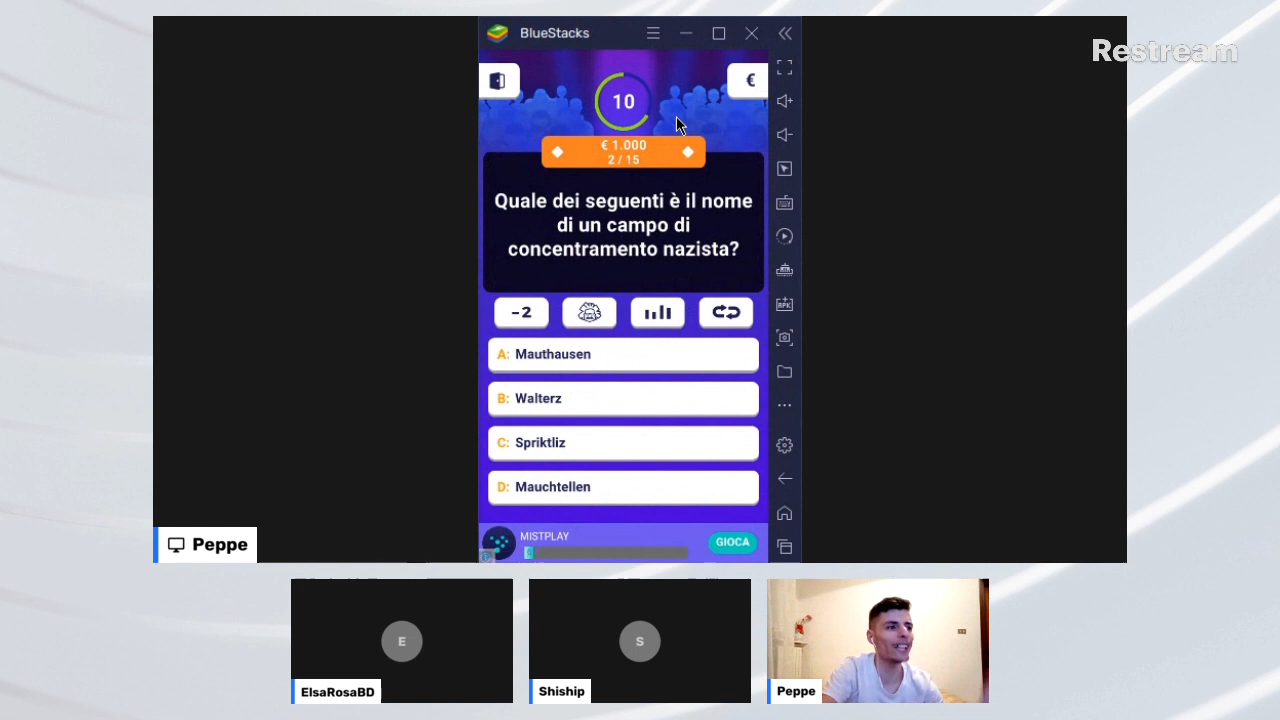 BlueStacks
Restream
€
10
€ 1.000
2 / 15
Quale dei seguenti è il nome
di un campo di
concentramento nazista?
-2
A: Mauthausen
B: Walterz
C: Spriktliz
D: Mauchtellen
MISTPLAY
GIOCA
Peppe
E
S
ElsaRosaBD
Shiship
Peppe